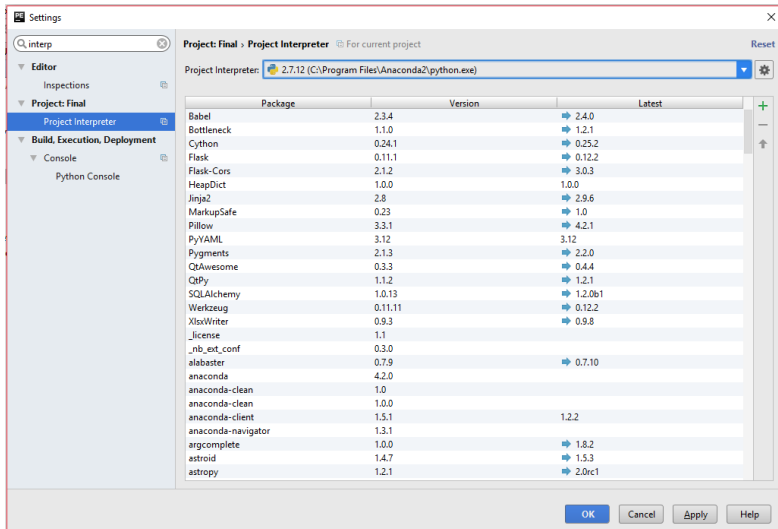 PE Settings
interp
Project: Final › Project Interpreter For current project Reset
Editor
Inspections
Project: Final
Project Interpreter
Build, Execution, Deployment
Console
Python Console
Project Interpreter: 2.7.12 (C:\Program Files\Anaconda2\python.exe)
Package Version Latest
Babel 2.3.4 2.4.0
Bottleneck 1.1.0 1.2.1
Cython 0.24.1 0.25.2
Flask 0.11.1 0.12.2
Flask-Cors 2.1.2 3.0.3
HeapDict 1.0.0 1.0.0
Jinja2 2.8 2.9.6
MarkupSafe 0.23 1.0
Pillow 3.3.1 4.2.1
PyYAML 3.12 3.12
Pygments 2.1.3 2.2.0
QtAwesome 0.3.3 0.4.4
QtPy 1.1.2 1.2.1
SQLAlchemy 1.0.13 1.2.0b1
Werkzeug 0.11.11 0.12.2
XlsxWriter 0.9.3 0.9.8
_license 1.1
_nb_ext_conf 0.3.0
alabaster 0.7.9 0.7.10
anaconda 4.2.0
anaconda-clean 1.0
anaconda-clean 1.0.0
anaconda-client 1.5.1 1.2.2
anaconda-navigator 1.3.1
argcomplete 1.0.0 1.8.2
astroid 1.4.7 1.5.3
astropy 1.2.1 2.0rc1
OK Cancel Apply Help